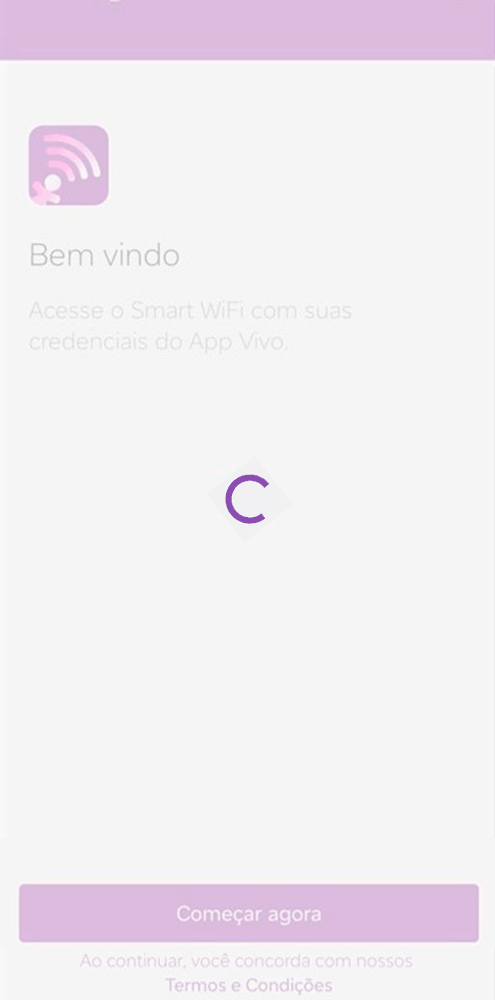 Bem vindo
Acesse o Smart WiFi com suas
credenciais do App Vivo.
Começar agora
Ao continuar, você concorda com nossos
Termos e Condições